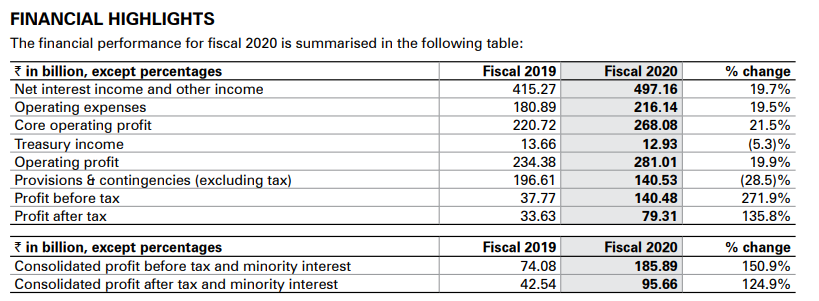 FINANCIAL HIGHLIGHTS
The financial performance for fiscal 2020 is summarised in the following table:
₹ in billion, except percentages Fiscal 2019 Fiscal 2020 % change
Net interest income and other income 415.27 497.16 19.7%
Operating expenses 180.89 216.14 19.5%
Core operating profit 220.72 268.08 21.5%
Treasury income 13.66 12.93 (5.3)%
Operating profit 234.38 281.01 19.9%
Provisions & contingencies (excluding tax) 196.61 140.53 (28.5)%
Profit before tax 37.77 140.48 271.9%
Profit after tax 33.63 79.31 135.8%
₹ in billion, except percentages Fiscal 2019 Fiscal 2020 % change
Consolidated profit before tax and minority interest 74.08 185.89 150.9%
Consolidated profit after tax and minority interest 42.54 95.66 124.9%